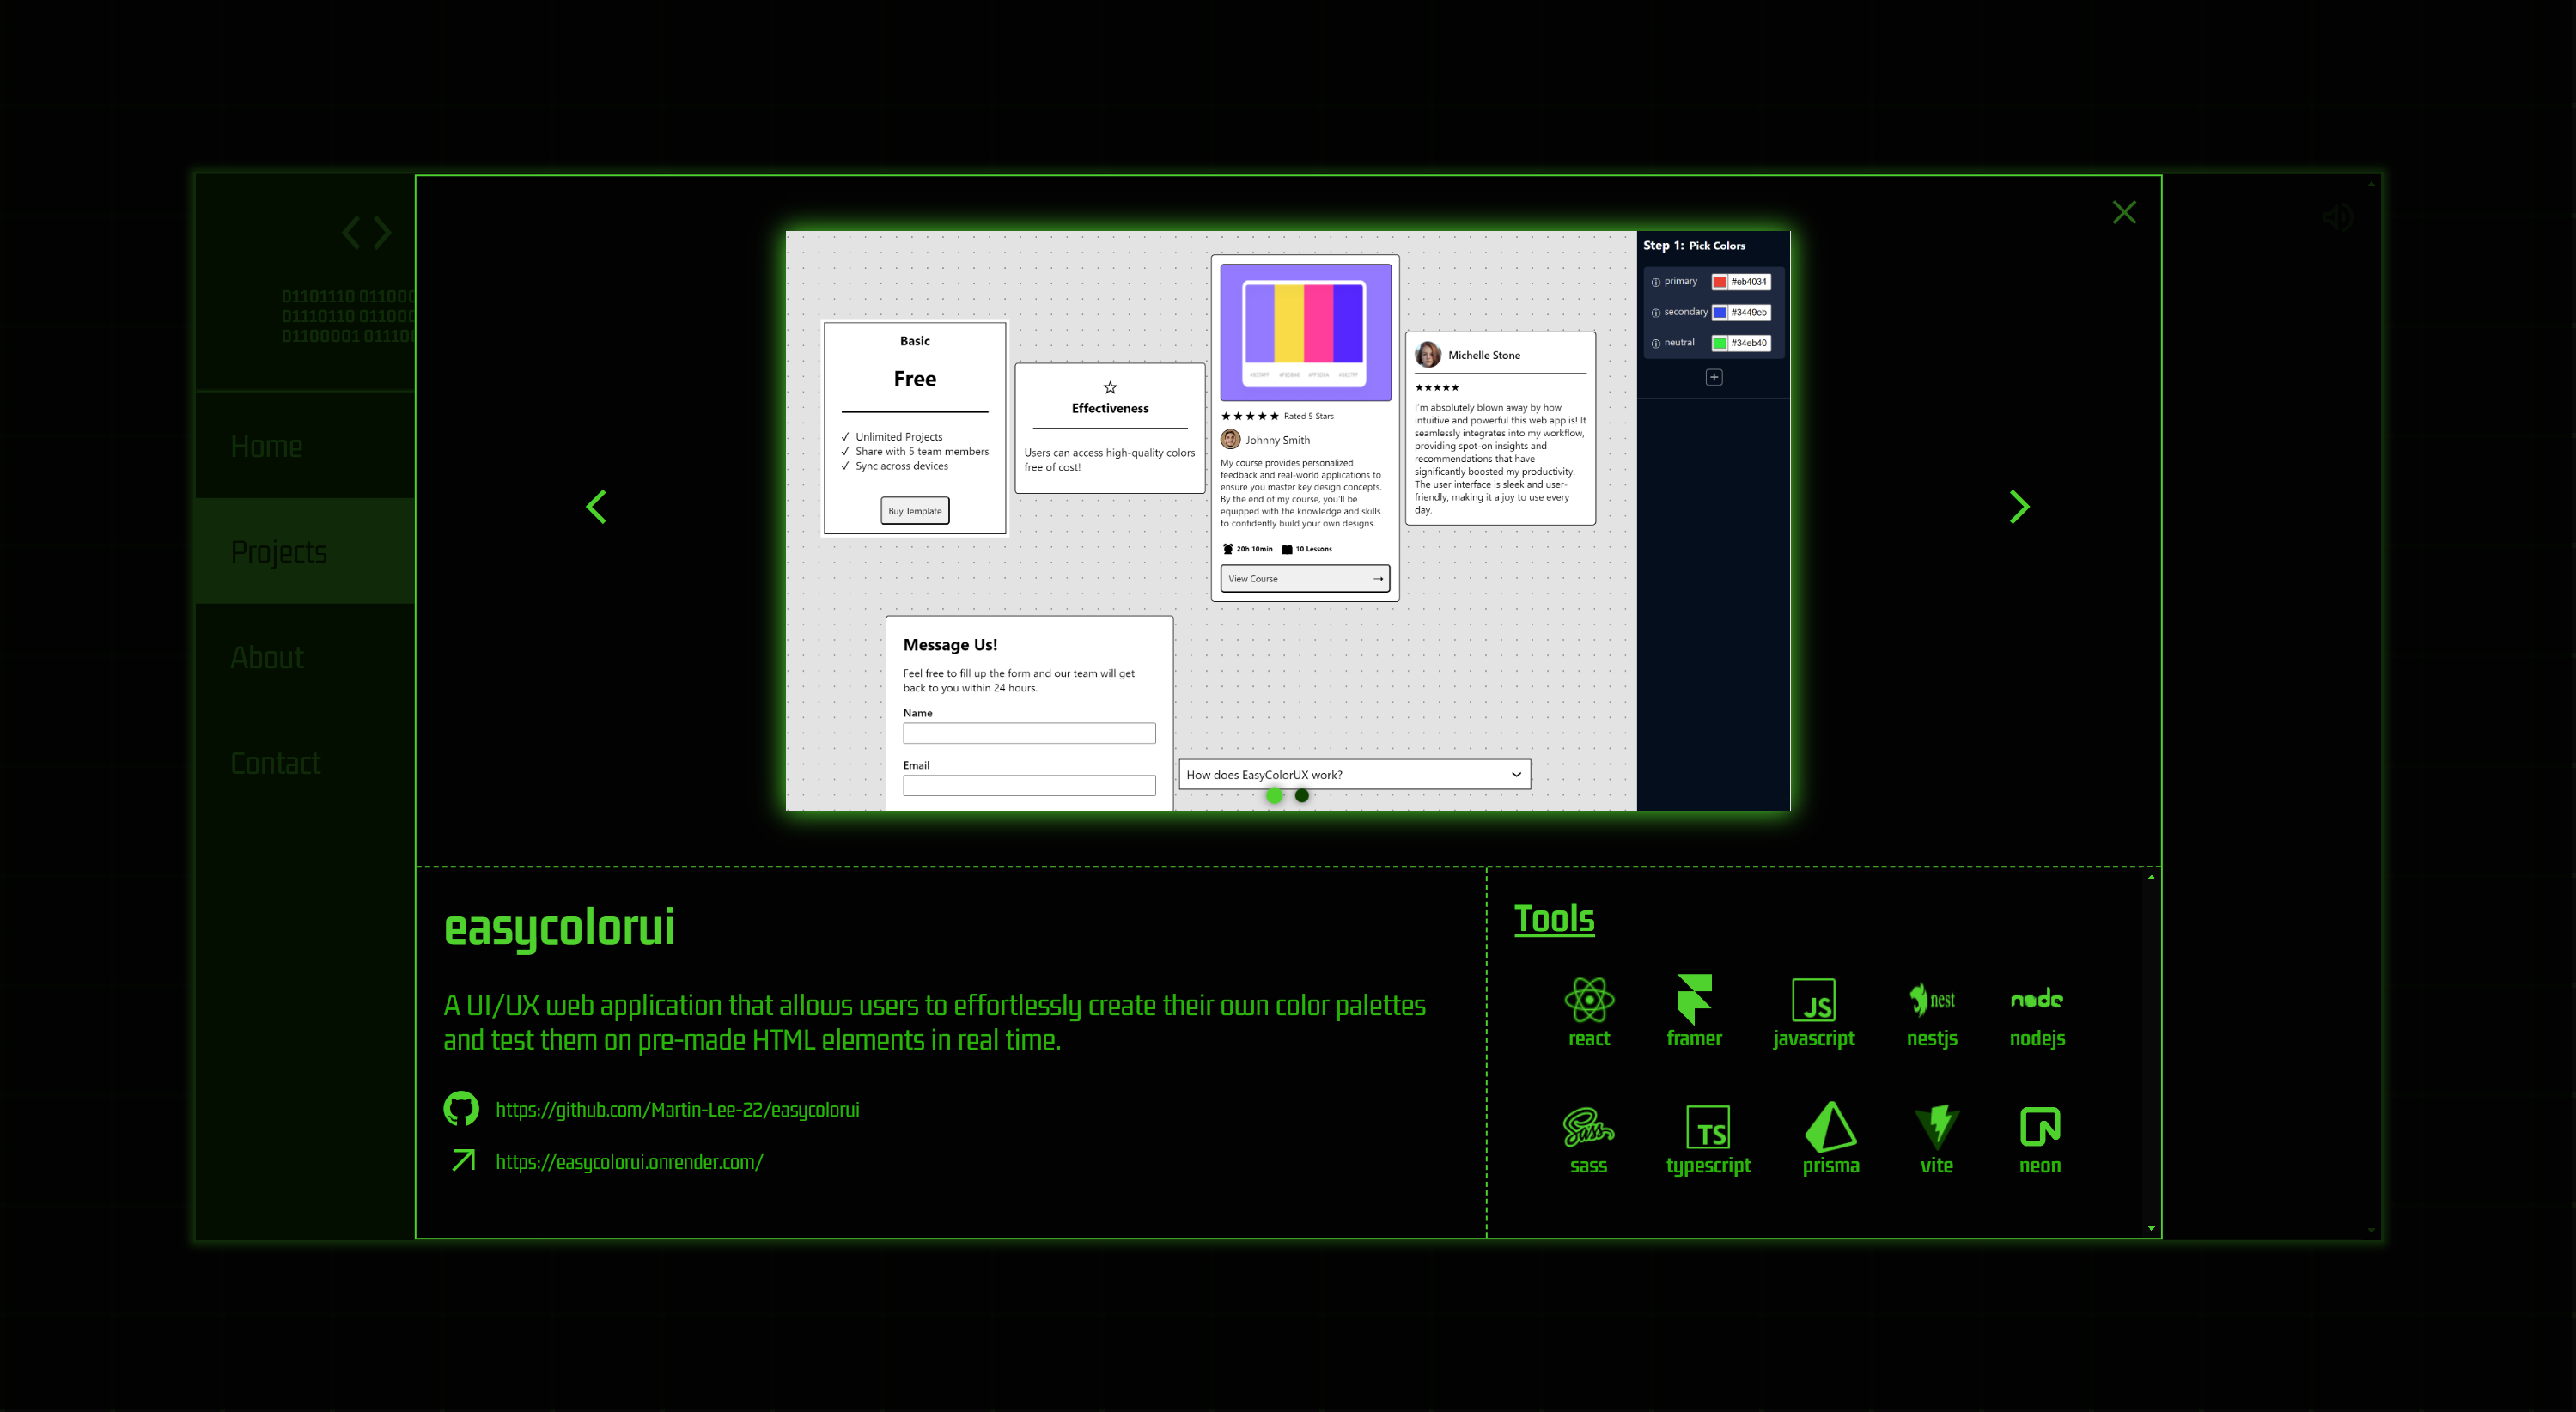 01101110 011000
01110110 011000
01100001 011100
Home
Projects
About
Contact
Basic
Free
✓ Unlimited Projects
✓ Share with 5 team members
✓ Sync across devices
Buy Template
Effectiveness
Users can access high-quality colors
free of cost!
★★★★★ Rated 5 Stars
Johnny Smith
My course provides personalized
feedback and real-world applications to
ensure you master key design concepts.
By the end of my course, you'll be
equipped with the knowledge and skills
to confidently build your own designs.
20h 10min 10 Lessons
View Course →
Michelle Stone
★★★★★
I'm absolutely blown away by how
intuitive and powerful this web app is! It
seamlessly integrates into my workflow,
providing spot-on insights and
recommendations that have
significantly boosted my productivity.
The user interface is sleek and user-
friendly, making it a joy to use every
day.
Message Us!
Feel free to fill up the form and our team will get
back to you within 24 hours.
Name
Email
How does EasyColorUX work?
Step 1: Pick Colors
primary #eb4034
secondary #3449eb
neutral #34eb40
easycolorui
A UI/UX web application that allows users to effortlessly create their own color palettes
and test them on pre-made HTML elements in real time.
https://github.com/Martin-Lee-22/easycolorui
https://easycolorui.onrender.com/
Tools
JS nest node
react framer javascript nestjs nodejs
Sass TS
sass typescript prisma vite neon